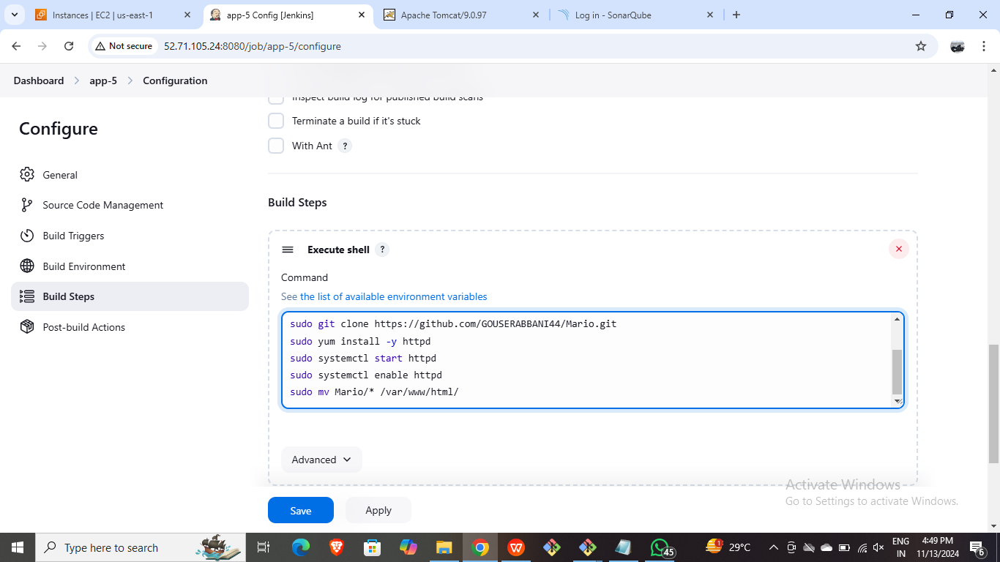 Instances | EC2 | us-east-1
app-5 Config [Jenkins]
Apache Tomcat/9.0.97
Log in - SonarQube
Not secure
52.71.105.24:8080/job/app-5/configure
Dashboard
app-5
Configuration
Configure
General
Source Code Management
Build Triggers
Build Environment
Build Steps
Post-build Actions
Inspect build log for published build scans
Terminate a build if it's stuck
With Ant ?
Build Steps
Execute shell ?
Command
See the list of available environment variables
sudo git clone https://github.com/GOUSERABBANI44/Mario.git
sudo yum install -y httpd
sudo systemctl start httpd
sudo systemctl enable httpd
sudo mv Mario/* /var/www/html/
Advanced
Save
Apply
Activate Windows
Go to Settings to activate Windows.
Type here to search
45
1
29°C
ENG
IN
4:49 PM
11/13/2024
6